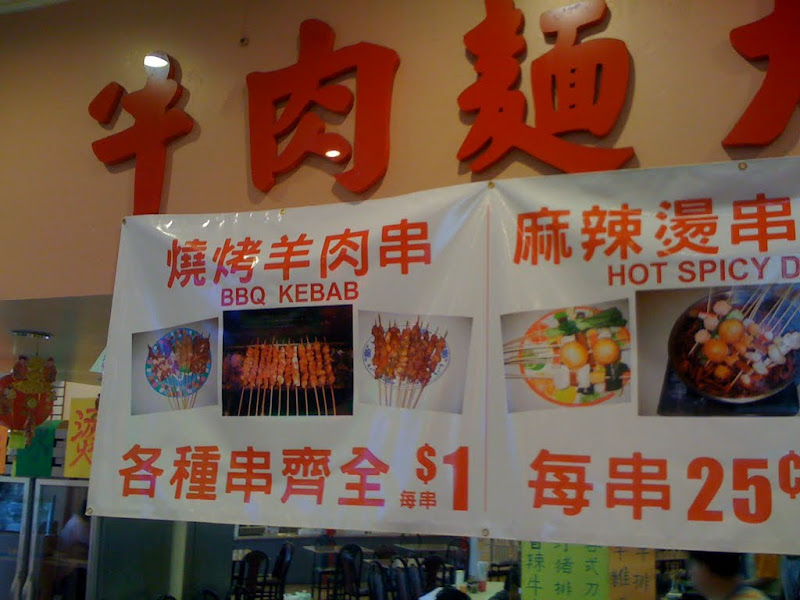 牛肉麵
燒烤羊肉串
BBQ KEBAB
各種串齊全 每串 $1
麻辣燙串
HOT SPICY
每串 25¢